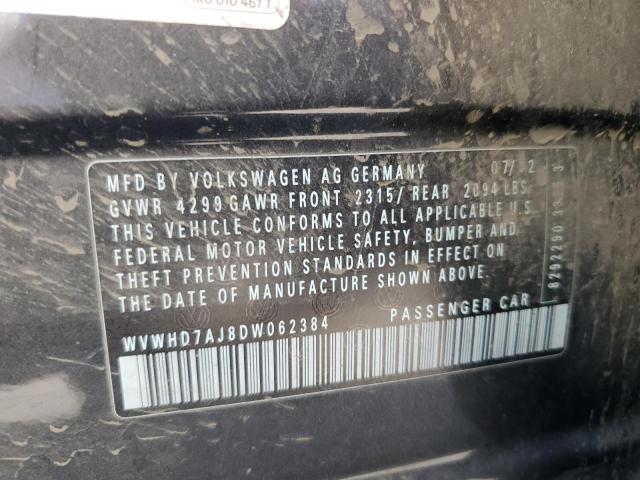 MFD BY VOLKSWAGEN AG GERMANY
GVWR 4299 GAWR FRONT 2315/ REAR 2094 LBS
THIS VEHICLE CONFORMS TO ALL APPLICABLE U.S
FEDERAL MOTOR VEHICLE SAFETY, BUMPER AND
THEFT PREVENTION STANDARDS IN EFFECT ON
THE DATE OF MANUFACTURE SHOWN ABOVE.
WVWHD7AJ8DW062384 PASSENGER CAR